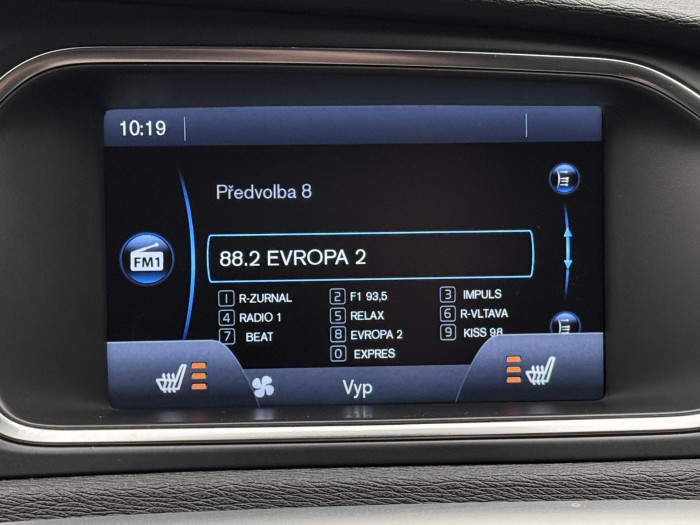 10:19
Předvolba 8
FM1
88.2 EVROPA 2
1 R-ZURNAL 2 F1 93,5 3 IMPULS
4 RADIO 1 5 RELAX 6 R-VLTAVA
7 BEAT 8 EVROPA 2 9 KISS 98
0 EXPRES
Vyp